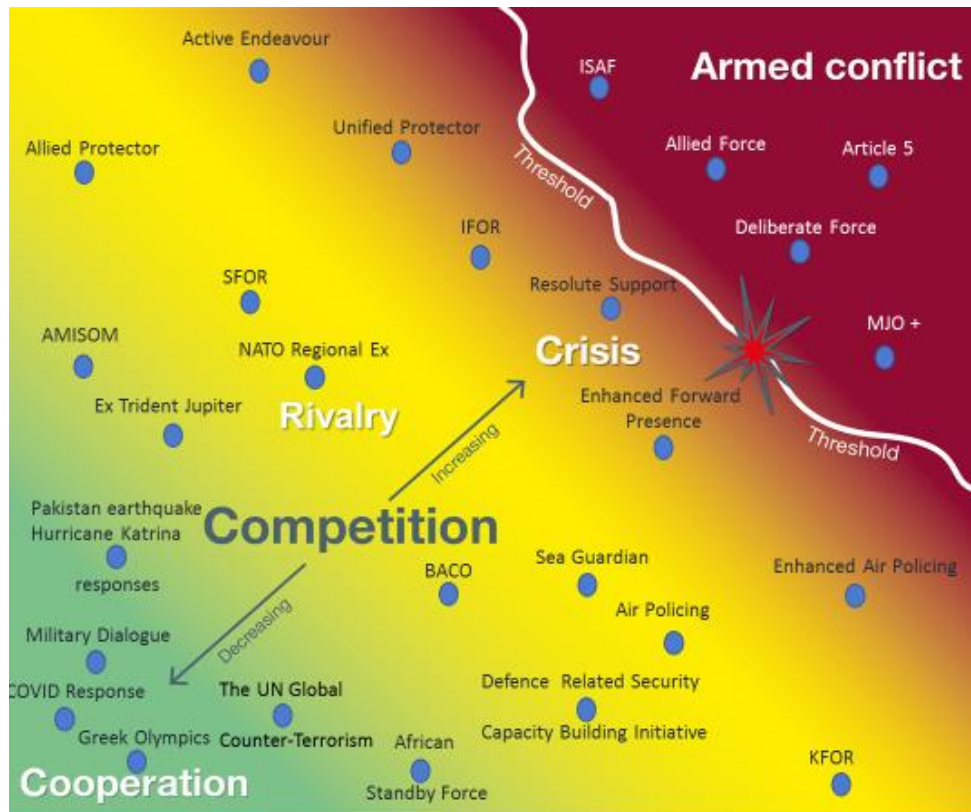 Active Endeavour
ISAF
Armed conflict
Unified Protector
Allied Protector
Threshold
Allied Force
Article 5
IFOR
Deliberate Force
SFOR
Resolute Support
AMISOM
NATO Regional Ex
Crisis
MJO +
Ex Trident Jupiter
Rivalry
Increasing
Enhanced Forward
Presence
Threshold
Pakistan earthquake
Hurricane Katrina
responses
Competition
BACO
Sea Guardian
Enhanced Air Policing
Decreasing
Air Policing
Military Dialogue
COVID Response
The UN Global
Counter-Terrorism
Defence Related Security
Capacity Building Initiative
Greek Olympics
African
Standby Force
KFOR
Cooperation